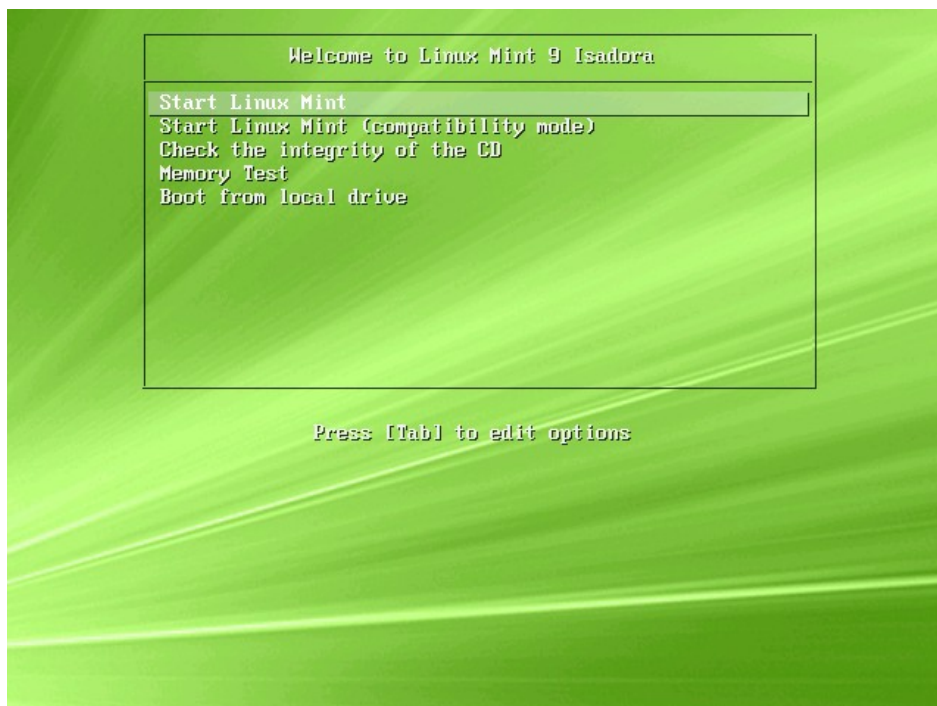 Welcome to Linux Mint 9 Isadora
Start Linux Mint
Start Linux Mint (compatibility mode)
Check the integrity of the CD
Memory Test
Boot from local drive
Press [Tab] to edit options